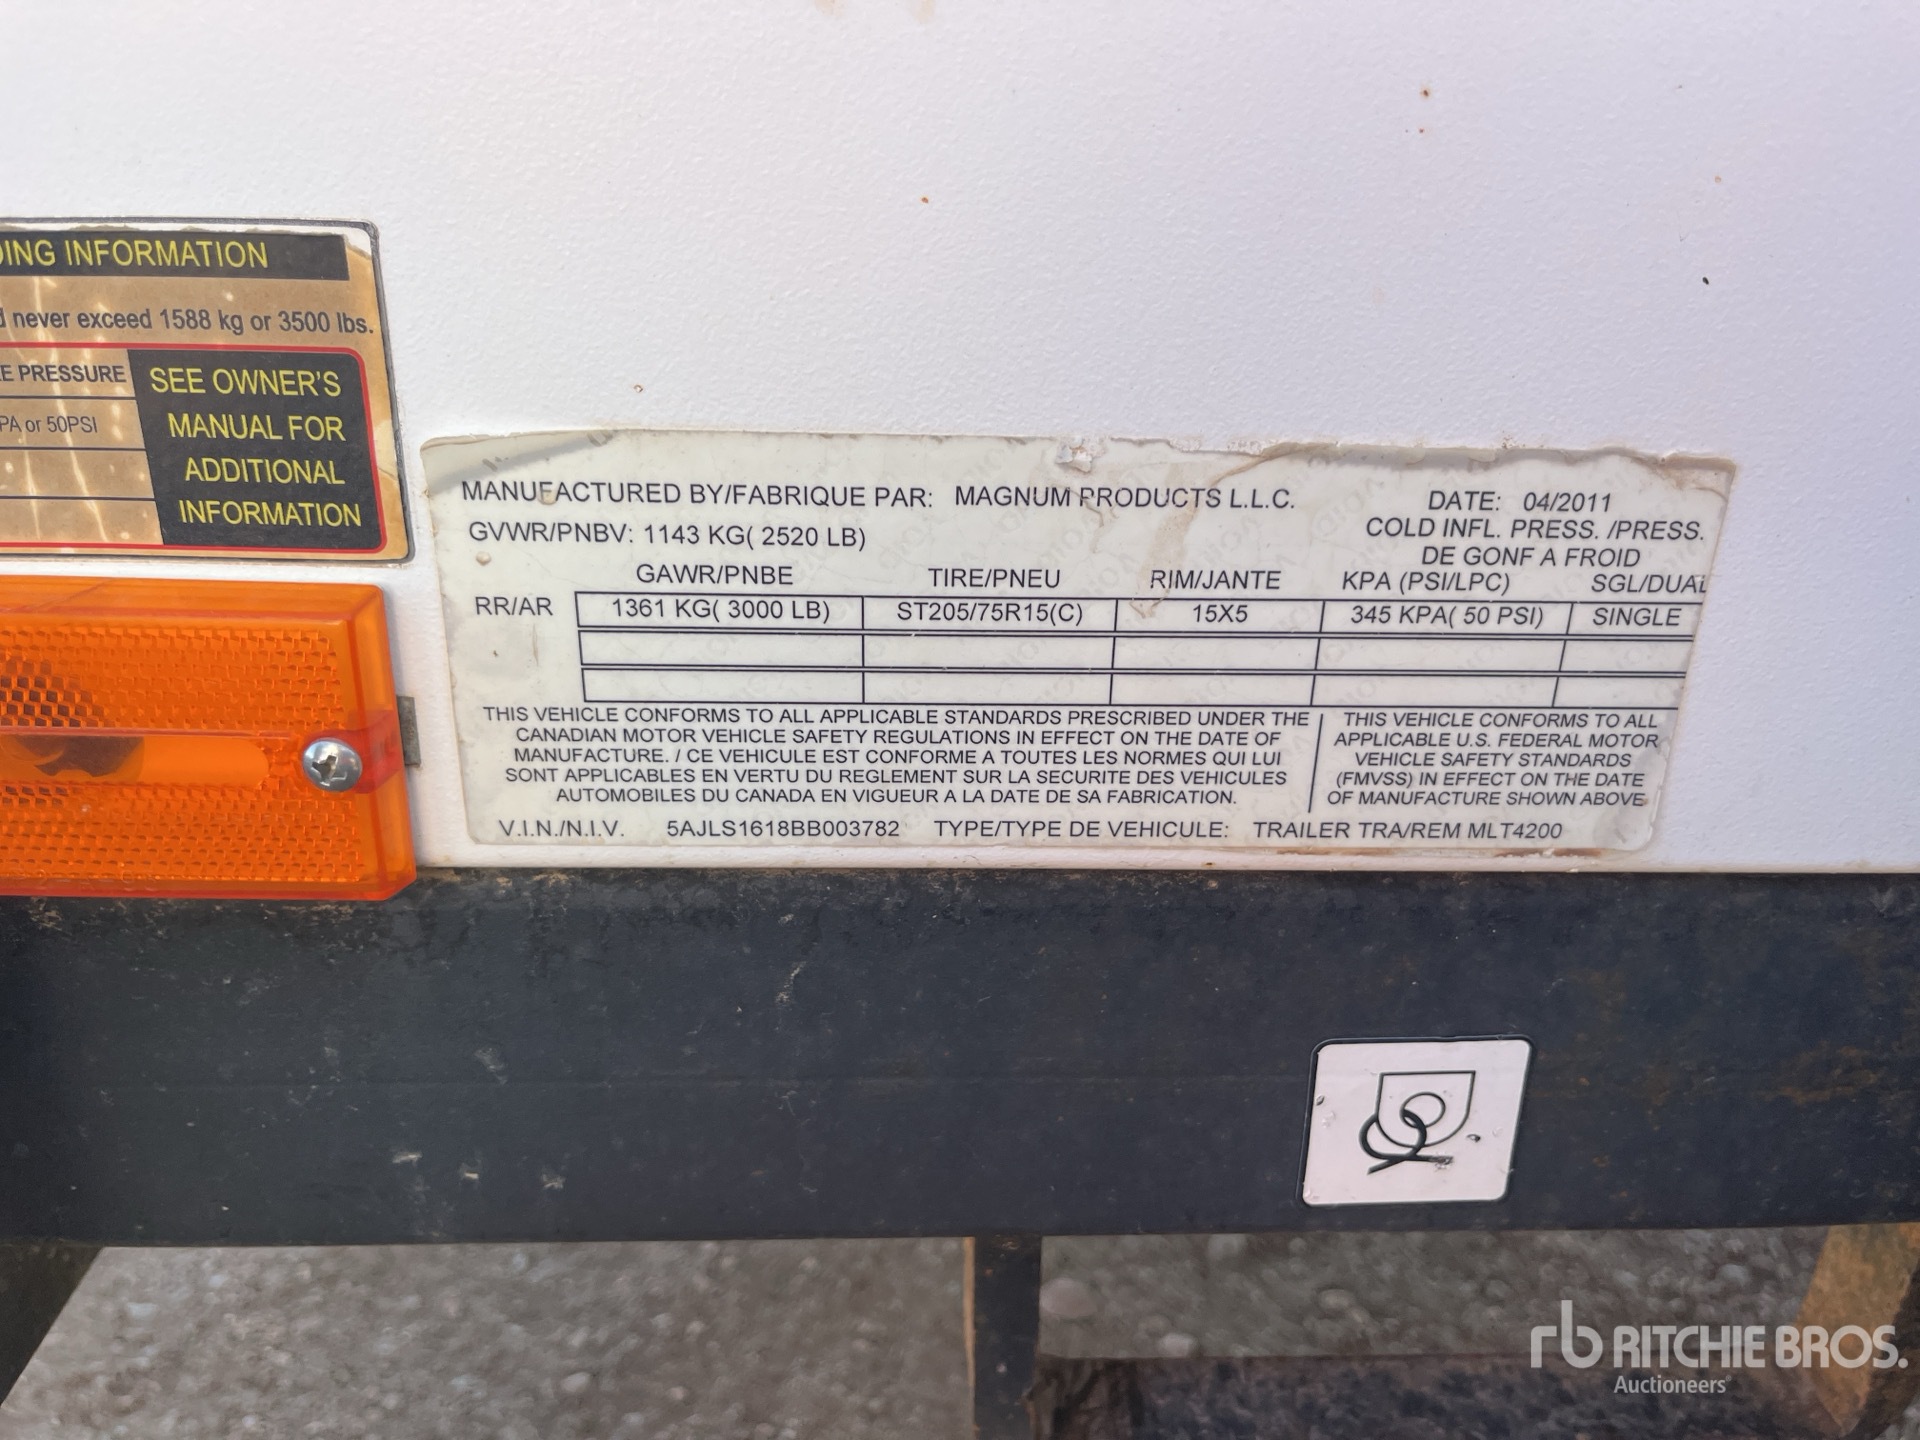 ING INFORMATION
never exceed 1588 kg or 3500 lbs.
PRESSURE
or 50PSI
SEE OWNER'S
MANUAL FOR
ADDITIONAL
INFORMATION
MANUFACTURED BY/FABRIQUE PAR: MAGNUM PRODUCTS L.L.C.
DATE: 04/2011
GVWR/PNBV: 1143 KG( 2520 LB)
COLD INFL. PRESS. /PRESS.
DE GONF A FROID
GAWR/PNBE TIRE/PNEU RIM/JANTE KPA (PSI/LPC) SGL/DUAL
RR/AR 1361 KG( 3000 LB) ST205/75R15(C) 15X5 345 KPA( 50 PSI) SINGLE
THIS VEHICLE CONFORMS TO ALL APPLICABLE STANDARDS PRESCRIBED UNDER THE
CANADIAN MOTOR VEHICLE SAFETY REGULATIONS IN EFFECT ON THE DATE OF
MANUFACTURE. / CE VEHICULE EST CONFORME A TOUTES LES NORMES QUI LUI
SONT APPLICABLES EN VERTU DU REGLEMENT SUR LA SECURITE DES VEHICULES
AUTOMOBILES DU CANADA EN VIGUEUR A LA DATE DE SA FABRICATION.
THIS VEHICLE CONFORMS TO ALL
APPLICABLE U.S. FEDERAL MOTOR
VEHICLE SAFETY STANDARDS
(FMVSS) IN EFFECT ON THE DATE
OF MANUFACTURE SHOWN ABOVE.
V.I.N./N.I.V. 5AJLS1618BB003782 TYPE/TYPE DE VEHICULE: TRAILER TRA/REM MLT4200
rb RITCHIE BROS.
Auctioneers